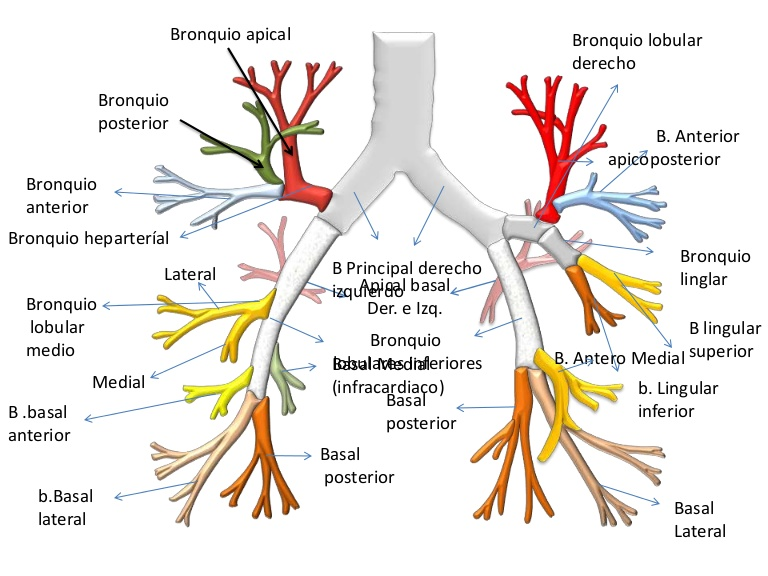 Bronquio apical
Bronquio lobular
derecho
Bronquio
posterior
B. Anterior
apicoposterior
Bronquio
anterior
Bronquio heparteríal
Bronquio
linglar
Lateral
B Principal derecho
izquierdo
Apical basal
Der. e Izq.
Bronquio
lobular
medio
B lingular
superior
Bronquio
lobulares inferiores
(infracardiaco)
Basal Medial
B. Antero Medial
Medial
b. Lingular
inferior
Basal
posterior
B .basal
anterior
Basal
posterior
b.Basal
lateral
Basal
Lateral